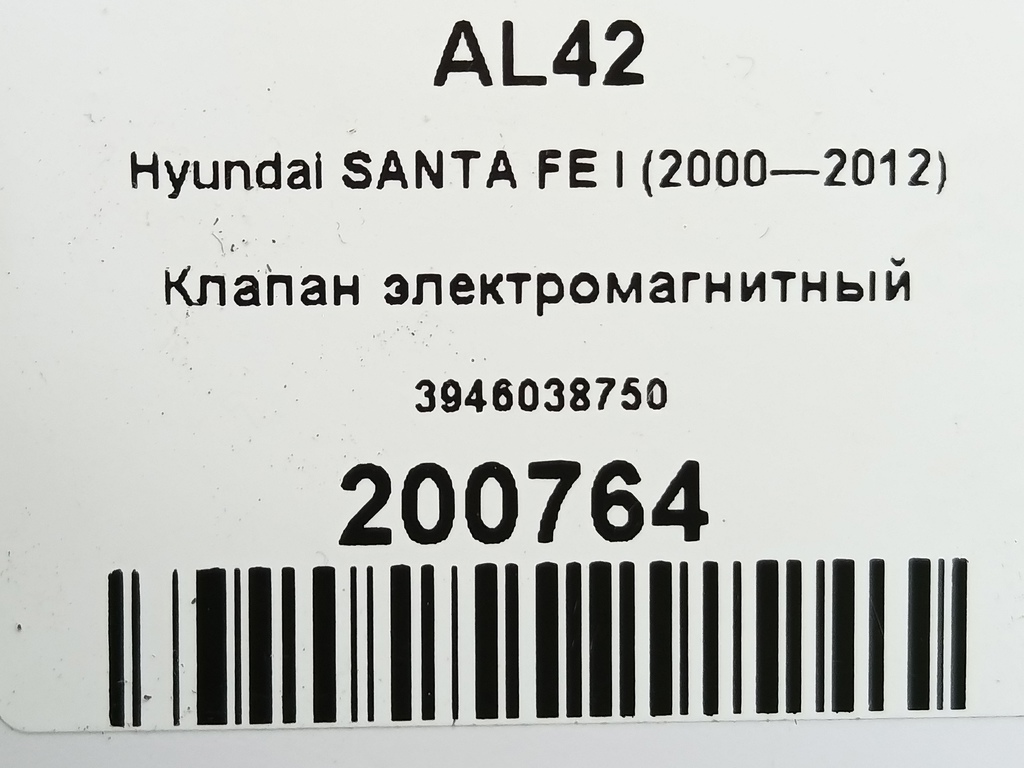 AL42
Hyundai SANTA FE I (2000—2012)
Клапан электромагнитный
3946038750
200764